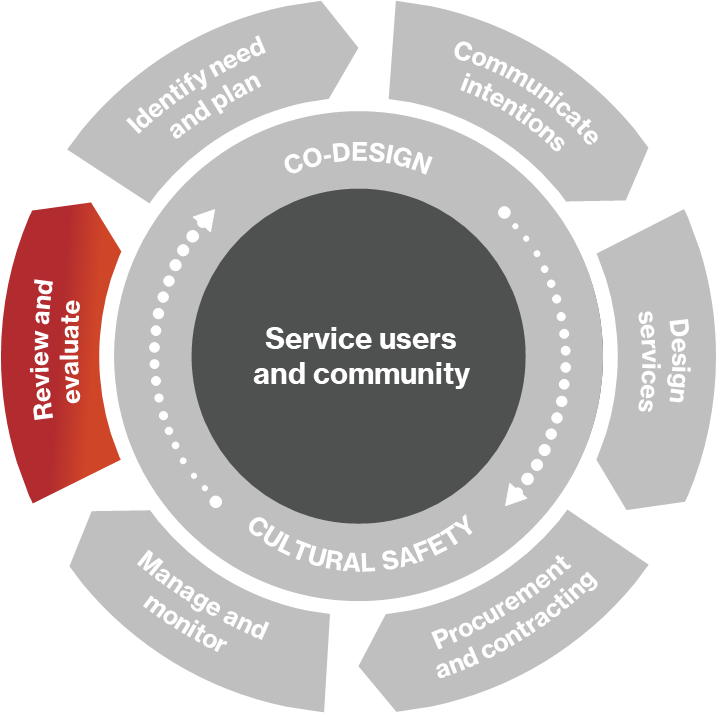 Identify need
and plan
Communicate
intentions
Design
services
Procurement
and contracting
Manage and
monitor
Review and
evaluate
CO-DESIGN
CULTURAL SAFETY
Service users
and community